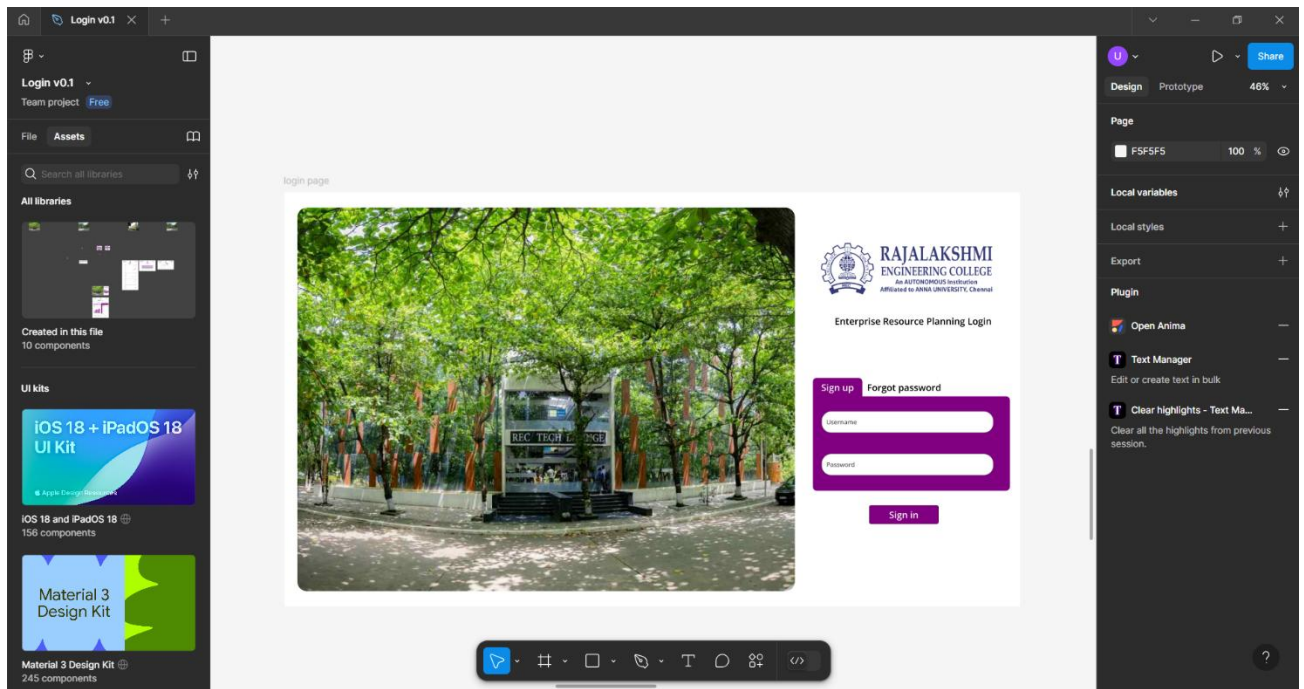 Login v0.1
Login v0.1
Team project Free
File Assets
Search all libraries
All libraries
Created in this file
10 components
UI kits
iOS 18 + iPadOS 18
UI Kit
Apple Design Resources
iOS 18 and iPadOS 18
156 components
Material 3
Design Kit
Material 3 Design Kit
245 components
login page
REC TECH LOUNGE
RAJALAKSHMI
ENGINEERING COLLEGE
An AUTONOMOUS Institution
Affiliated to ANNA UNIVERSITY, Chennai
Enterprise Resource Planning Login
Sign up Forgot password
Username
Password
Sign in
U
Share
Design Prototype 46%
Page
F5F5F5 100 %
Local variables
Local styles
Export
Plugin
Open Anima
T Text Manager
Edit or create text in bulk
T Clear highlights - Text Ma...
Clear all the highlights from previous
session.
T
?